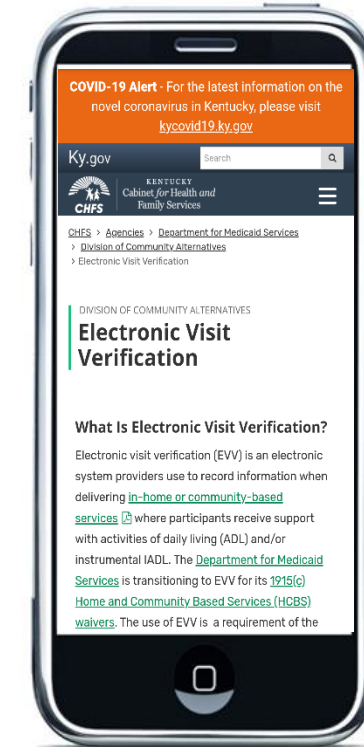 COVID-19 Alert - For the latest information on the
novel coronavirus in Kentucky, please visit
kycovid19.ky.gov
Ky.gov
Search
CHFS
KENTUCKY
Cabinet for Health and
Family Services
CHFS > Agencies > Department for Medicaid Services
> Division of Community Alternatives
> Electronic Visit Verification
DIVISION OF COMMUNITY ALTERNATIVES
Electronic Visit
Verification
What Is Electronic Visit Verification?
Electronic visit verification (EVV) is an electronic
system providers use to record information when
delivering in-home or community-based
services where participants receive support
with activities of daily living (ADL) and/or
instrumental IADL. The Department for Medicaid
Services is transitioning to EVV for its 1915(c)
Home and Community Based Services (HCBS)
waivers. The use of EVV is a requirement of the